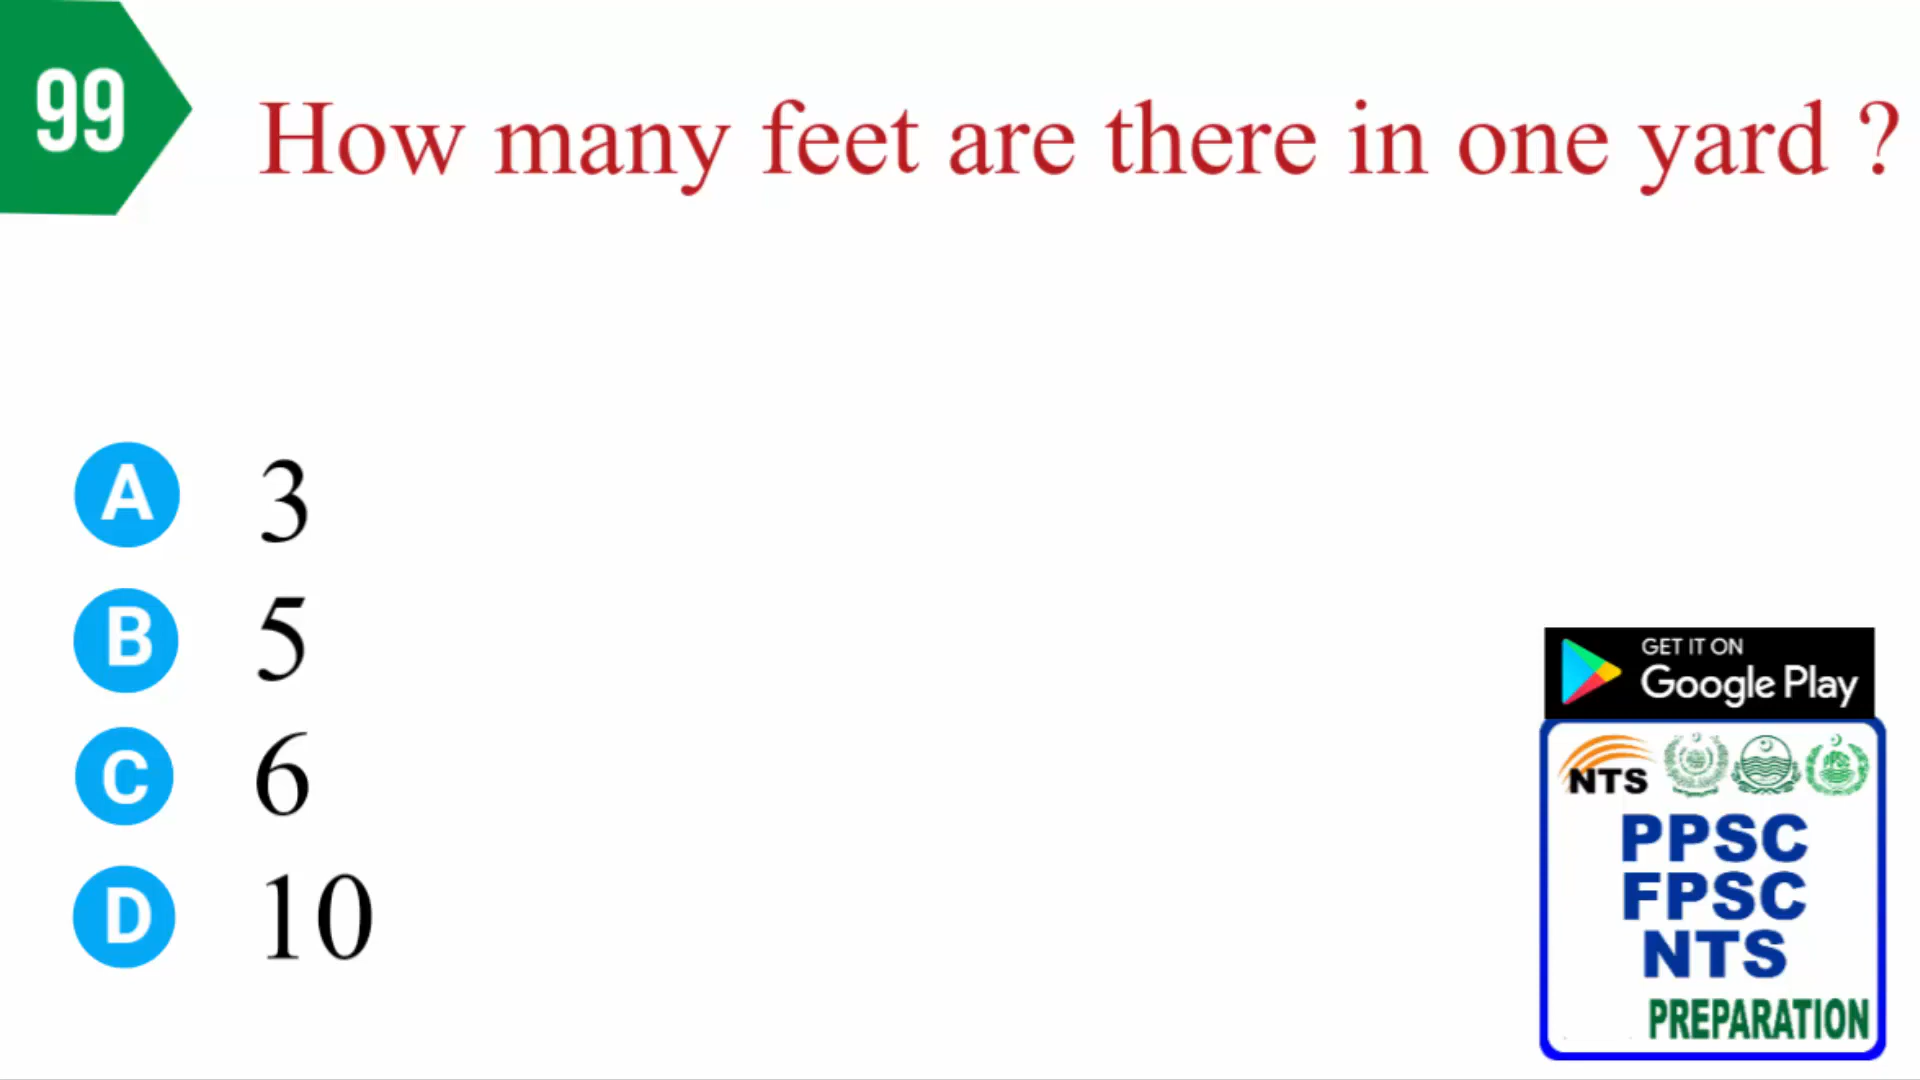 99
How many feet are there in one yard ?
A 3
B 5
C 6
D 10
GET IT ON
Google Play
NTS
PPSC
FPSC
NTS
PREPARATION